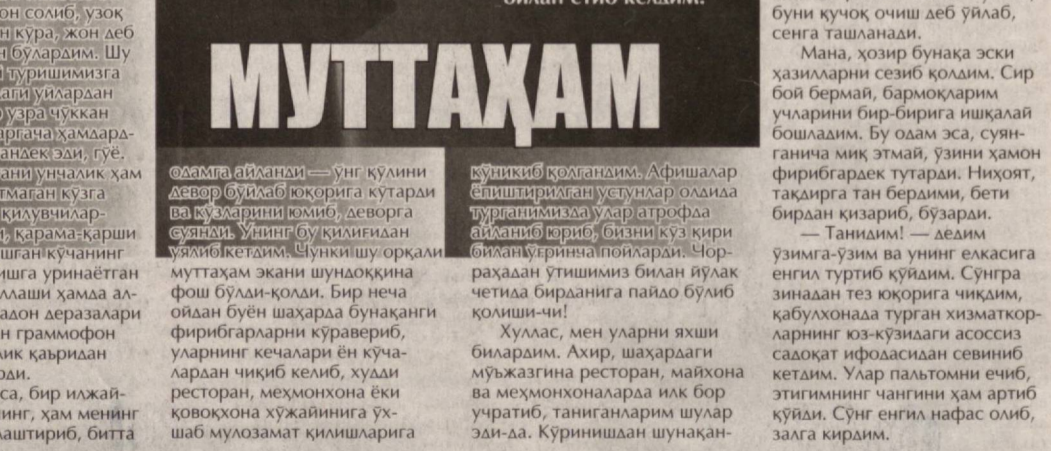 он солиб, узоқ
н кўра, жон деб
н бўлардим. Шу
й туришимизга
аги уйлардан
узра чўккан
аргача ҳамдард-
андек эди, гўё.
ани унчалик ҳам
тмаган кўзга
қилувчилар-
и, қарама-қарши
шган кўчанинг
ишга уринаётган
ллаши ҳамда ал-
адон деразалари
н граммофон
лик қаъридан
рди.
са, бир илжай-
инг, ҳам менинг
лаштириб, битта
билан етиб келдим.
МУТТАҲАМ
одамга айланди — ўнг қўлини
девор бўйлаб юқорига кўтарди
ва кўзларини юмиб, деворга
суянди. Унинг бу қилиғидан
уялиб кетдим. Чунки шу орқали
муттаҳам экани шундоққина
фош бўлди-қолди. Бир неча
ойдан буён шаҳарда бунақанги
фирибгарларни кўравериб,
уларнинг кечалари ён кўча-
лардан чиқиб келиб, худди
ресторан, меҳмонхона ёки
қовоқхона хўжайинига ўх-
шаб мулозамат қилишларига
кўникиб қолгандим. Афишалар
ёпиштирилган устунлар олдида
турганимизда улар атрофда
айланиб юриб, бизни кўз қири
билан ўғринча пойларди. Чор-
раҳадан ўтишимиз билан йўлак
четида бирданига пайдо бўлиб
қолиши-чи!
Хуллас, мен уларни яхши
билардим. Ахир, шаҳардаги
мўъжазгина ресторан, майхона
ва меҳмонхоналарда илк бор
учратиб, таниганларим шулар
эди-да. Кўринишдан шунақан-
буни қучоқ очиш деб ўйлаб,
сенга ташланади.
Мана, ҳозир бунақа эски
ҳазилларни сезиб қолдим. Сир
бой бермай, бармоқларим
учларини бир-бирига ишқалай
бошладим. Бу одам эса, суян-
ганича миқ этмай, ўзини ҳамон
фирибгардек тутарди. Ниҳоят,
тақдирга тан бердими, бети
бирдан қизариб, бўзарди.
— Танидим! — дедим
ўзимга-ўзим ва унинг елкасига
енгил туртиб қўйдим. Сўнгра
зинадан тез юқорига чиқдим,
қабулхонада турган хизматкор-
ларнинг юз-кўзидаги асоссиз
садоқат ифодасидан севиниб
кетдим. Улар пальтомни ечиб,
этигимнинг чангини ҳам артиб
қўйди. Сўнг енгил нафас олиб,
залга кирдим.